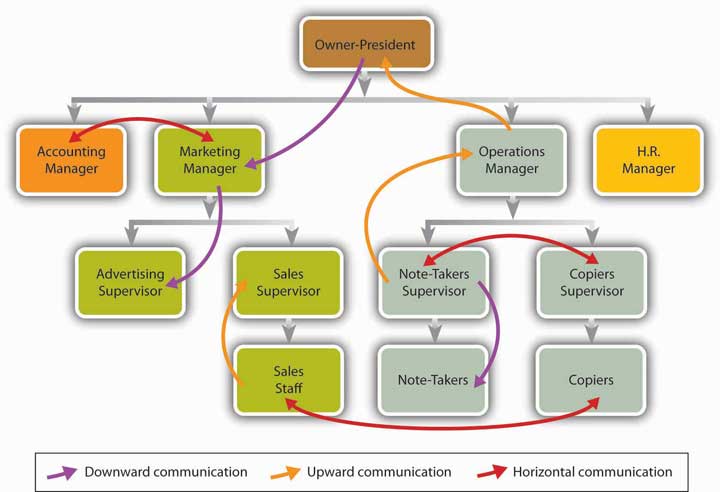 Owner-President
Accounting
Manager
Marketing
Manager
Operations
Manager
H.R.
Manager
Advertising
Supervisor
Sales
Supervisor
Note-Takers
Supervisor
Copiers
Supervisor
Sales
Staff
Note-Takers
Copiers
Downward communication
Upward communication
Horizontal communication